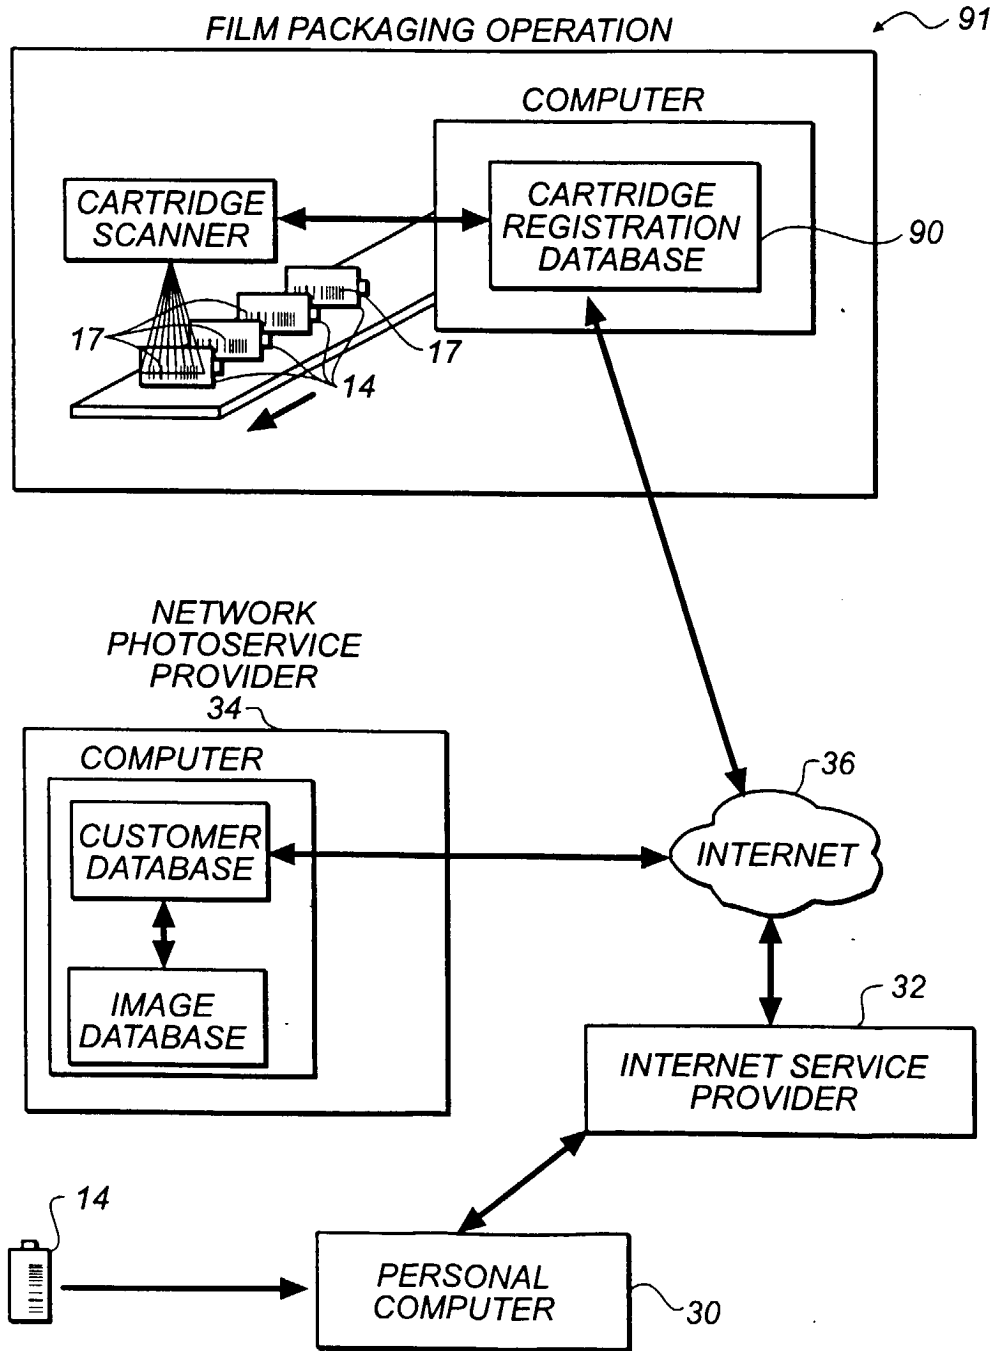 FILM PACKAGING OPERATION
91
COMPUTER
CARTRIDGE
SCANNER
CARTRIDGE
REGISTRATION
DATABASE
90
17
17
14
NETWORK
PHOTOSERVICE
PROVIDER
34
COMPUTER
CUSTOMER
DATABASE
IMAGE
DATABASE
36
INTERNET
32
INTERNET SERVICE
PROVIDER
14
PERSONAL
COMPUTER
30